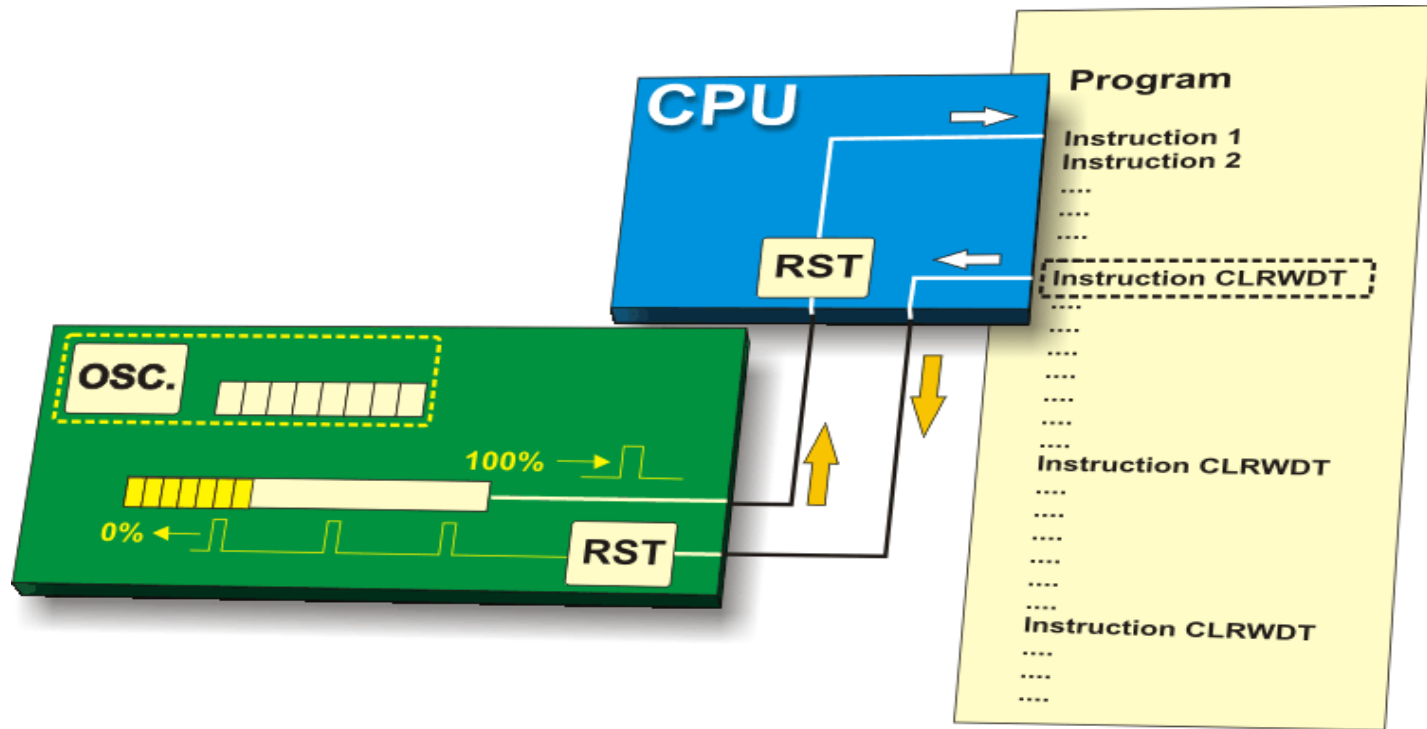 CPU
RST
Program
Instruction 1
Instruction 2
....
....
....
Instruction CLRWDT
....
....
....
....
....
....
....
Instruction CLRWDT
....
....
....
....
....
....
Instruction CLRWDT
....
....
....
OSC.
100%
0%
RST